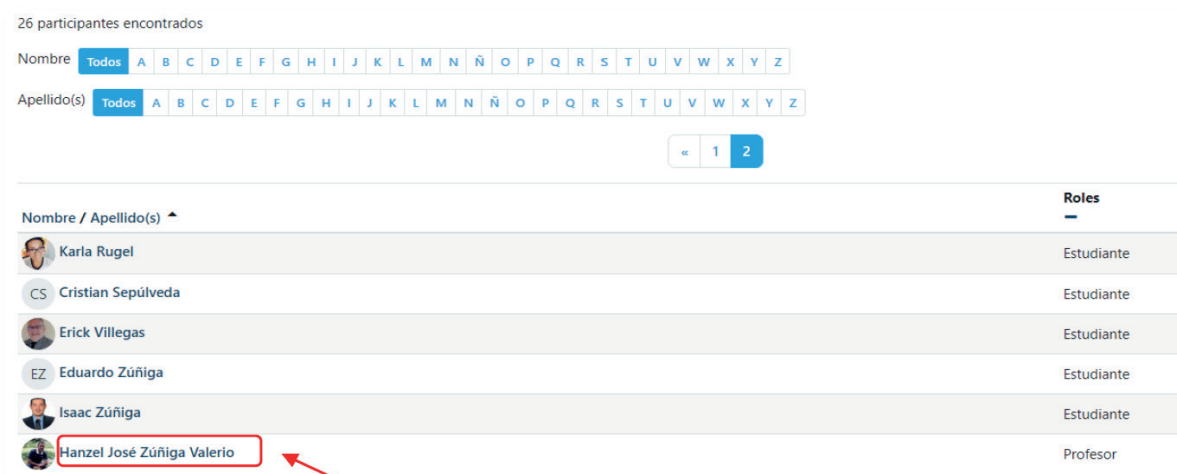 26 participantes encontrados
Nombre Todos A B C D E F G H I J K L M N Ñ O P Q R S T U V W X Y Z
Apellido(s) Todos A B C D E F G H I J K L M N Ñ O P Q R S T U V W X Y Z
« 1 2
Roles
Nombre / Apellido(s)
Karla Rugel Estudiante
CS Cristian Sepúlveda Estudiante
Erick Villegas Estudiante
EZ Eduardo Zúñiga Estudiante
Isaac Zúñiga Estudiante
Hanzel José Zúñiga Valerio Profesor